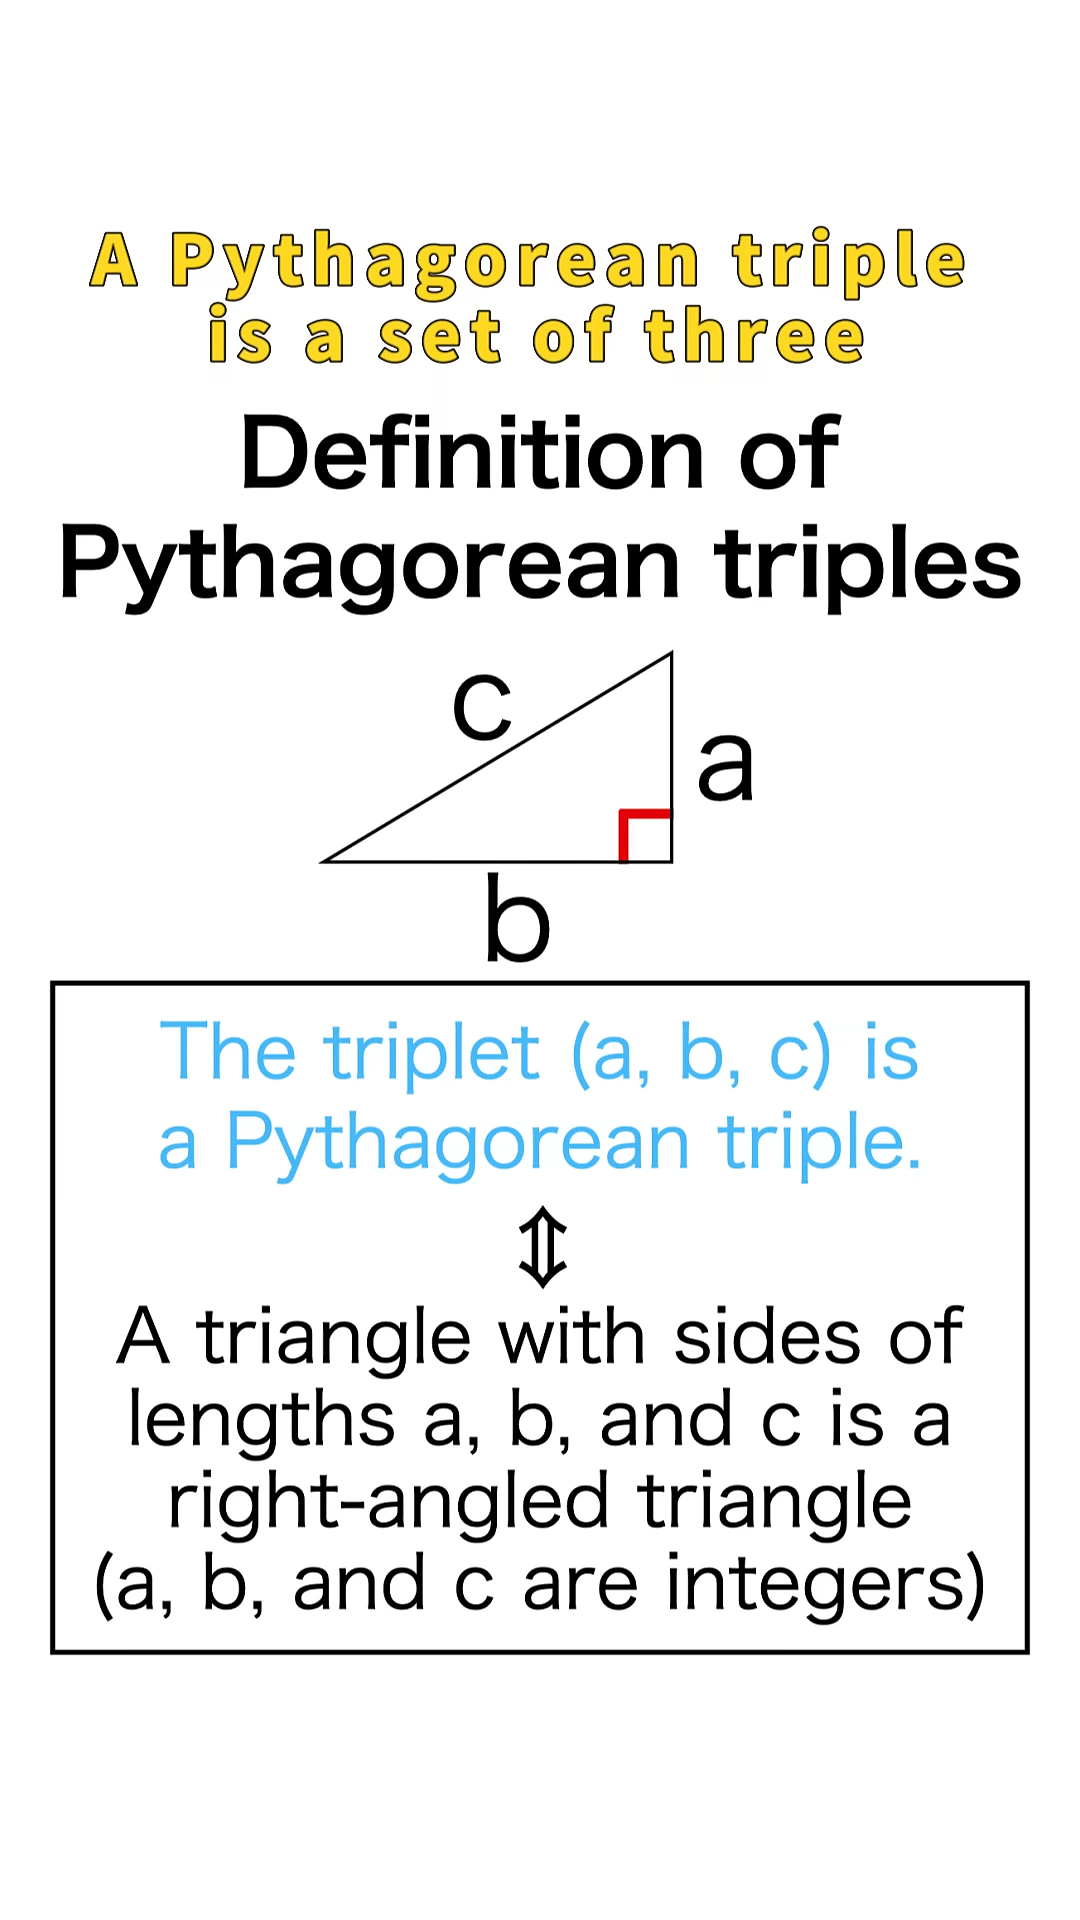 A Pythagorean triple
is a set of three
Definition of
Pythagorean triples
c
a
b
The triplet (a, b, c) is
a Pythagorean triple.
⇕
A triangle with sides of
lengths a, b, and c is a
right-angled triangle
(a, b, and c are integers)